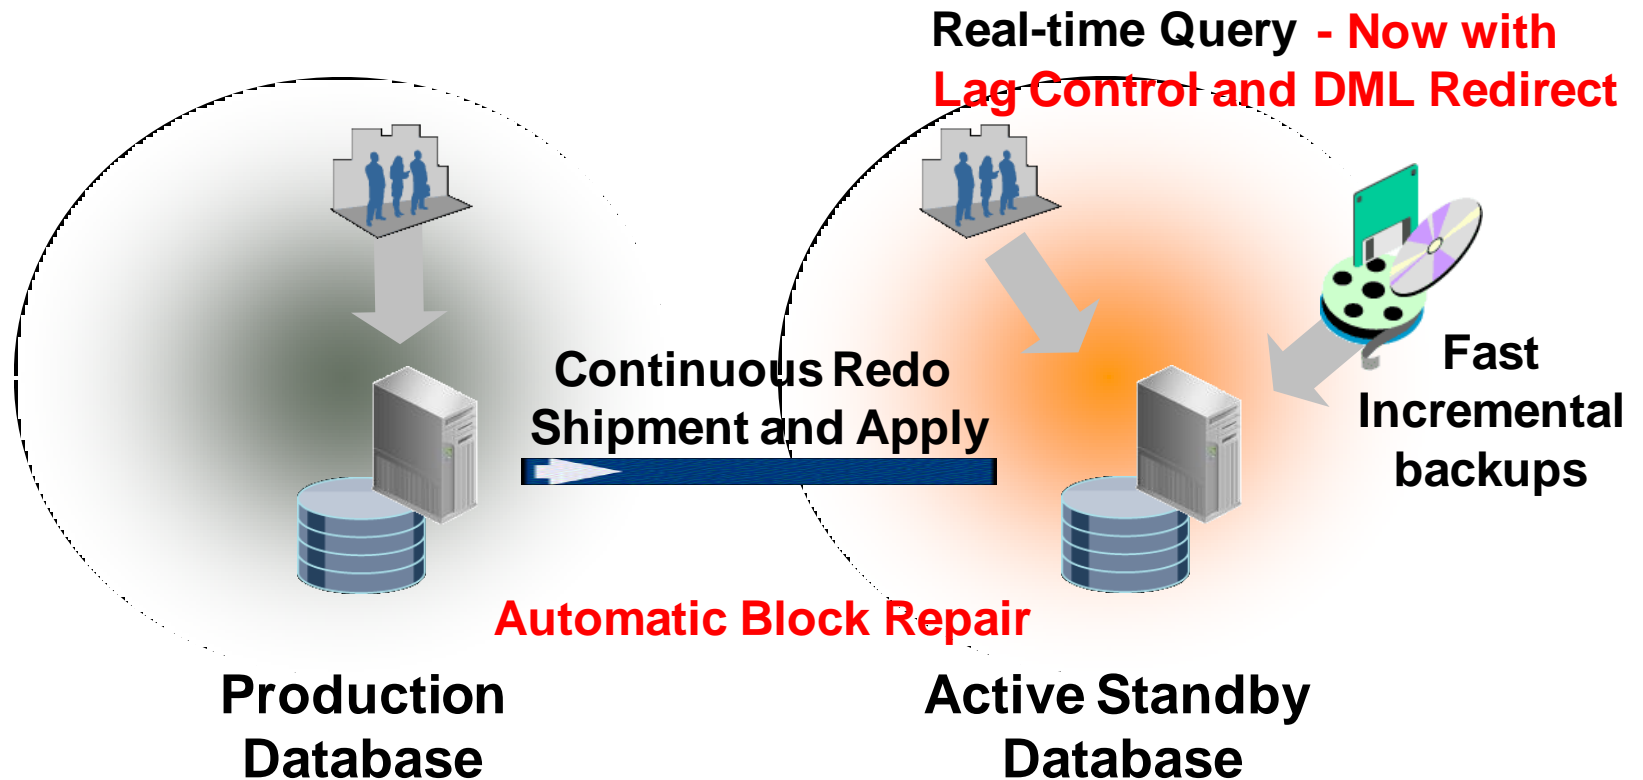 Real-time Query - Now with
Lag Control and DML Redirect
Continuous Redo
Shipment and Apply
Fast
Incremental
backups
Automatic Block Repair
Production
Database
Active Standby
Database